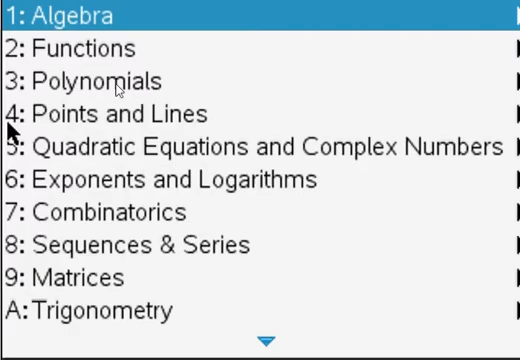 1: Algebra
2: Functions
3: Polynomials
4: Points and Lines
5: Quadratic Equations and Complex Numbers
6: Exponents and Logarithms
7: Combinatorics
8: Sequences & Series
9: Matrices
A: Trigonometry